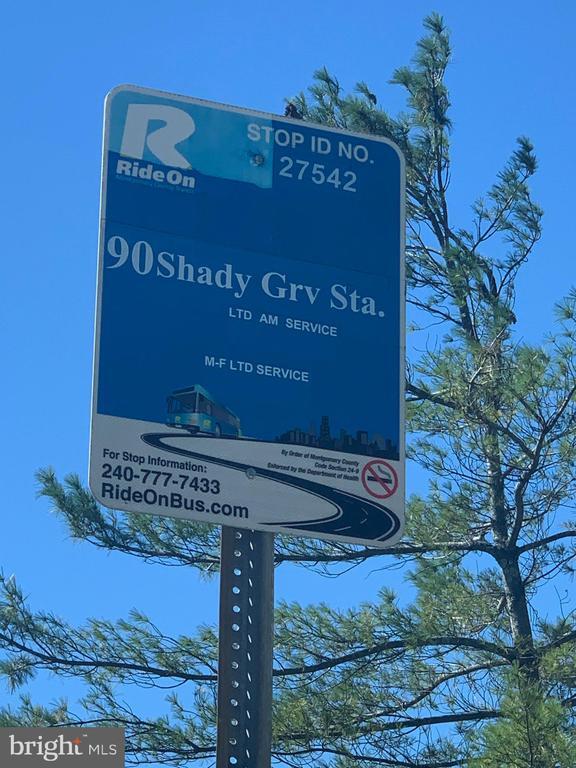 RideOn
STOP ID NO.
27542
90 Shady Grv Sta.
LTD AM SERVICE
M-F LTD SERVICE
For Stop Information:
240-777-7433
RideOnBus.com
By Order of Montgomery County
Code Section 24-9
Enforced by the Department of Health
bright MLS